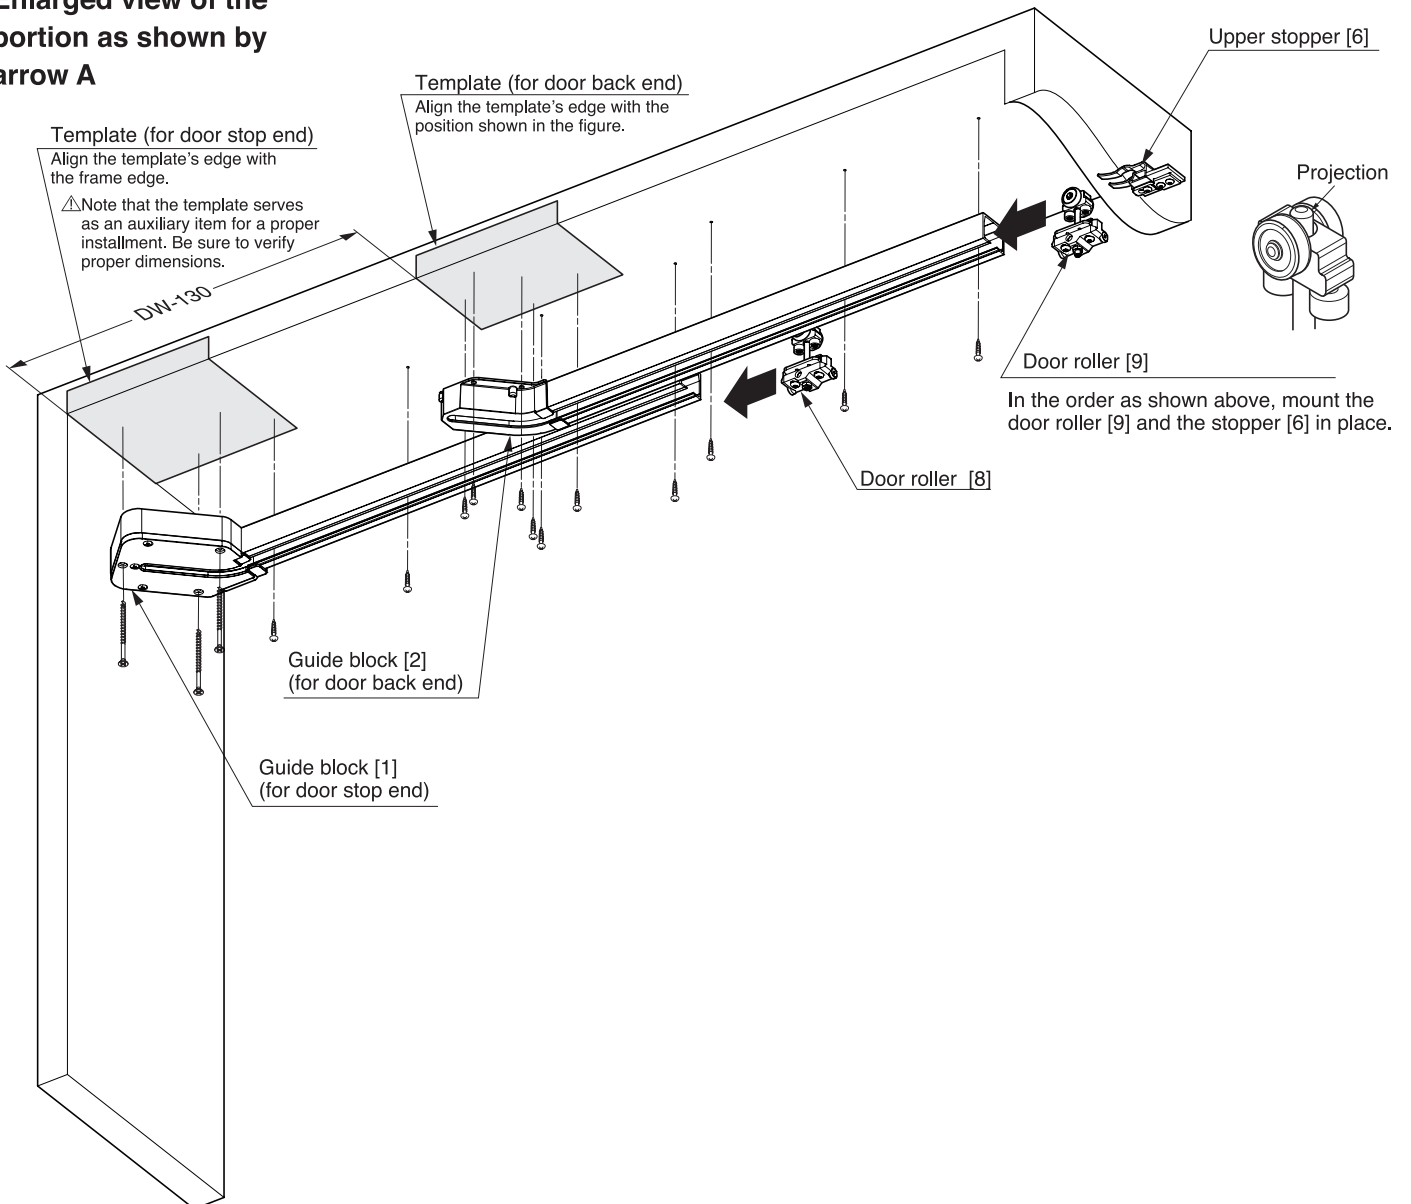 Enlarged view of the
portion as shown by
arrow A
Template (for door back end)
Align the template's edge with the
position shown in the figure.
Template (for door stop end)
Align the template's edge with
the frame edge.
⚠Note that the template serves
as an auxiliary item for a proper
installment. Be sure to verify
proper dimensions.
DW-130
Upper stopper [6]
Projection
Door roller [9]
In the order as shown above, mount the
door roller [9] and the stopper [6] in place.
Door roller [8]
Guide block [2]
(for door back end)
Guide block [1]
(for door stop end)